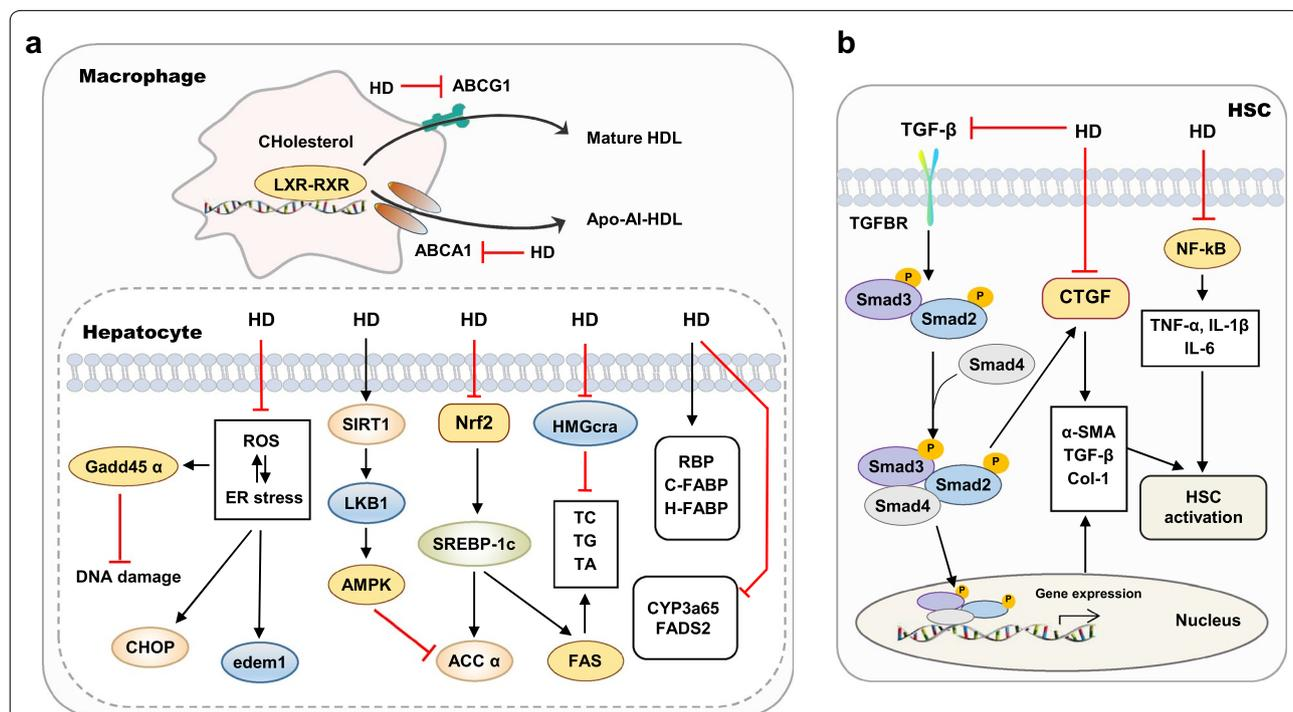 a
Macrophage
HD
ABCG1
CHolesterol
LXR-RXR
Mature HDL
Apo-AI-HDL
ABCA1
HD
Hepatocyte
HD
HD
HD
HD
HD
ROS
ER stress
Gadd45 α
DNA damage
CHOP
edem1
SIRT1
LKB1
AMPK
Nrf2
SREBP-1c
ACC α
FAS
HMGcra
TC
TG
TA
RBP
C-FABP
H-FABP
CYP3a65
FADS2
b
HSC
TGF-β
HD
HD
TGFBR
P
Smad3
P
Smad2
Smad4
P
Smad3
P
Smad2
Smad4
CTGF
NF-kB
TNF-α, IL-1β
IL-6
α-SMA
TGF-β
Col-1
HSC
activation
P
P
Gene expression
Nucleus